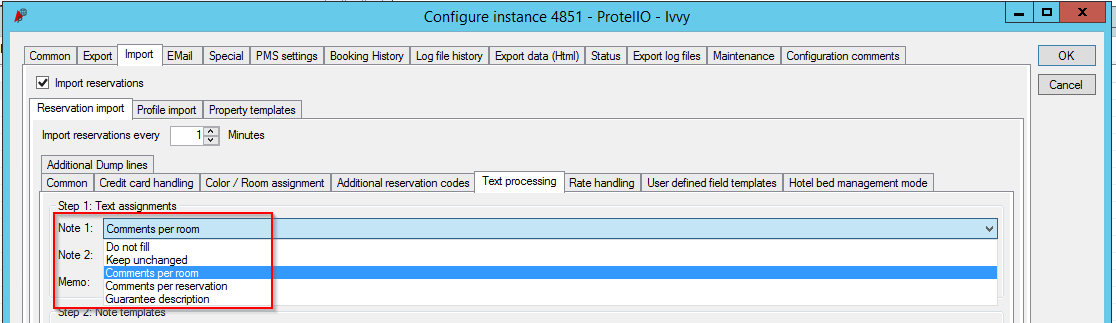 Configure instance 4851 - ProtelIO - Ivvy
Common Export Import EMail Special PMS settings Booking History Log file history Export data (Html) Status Export log files Maintenance Configuration comments
OK
Cancel
Import reservations
Reservation import Profile import Property templates
Import reservations every 1 Minutes
Additional Dump lines
Common Credit card handling Color / Room assignment Additional reservation codes Text processing Rate handling User defined field templates Hotel bed management mode
Step 1: Text assignments
Note 1: Comments per room
Do not fill
Note 2: Keep unchanged
Comments per room
Memo: Comments per reservation
Guarantee description
Step 2: Note templates